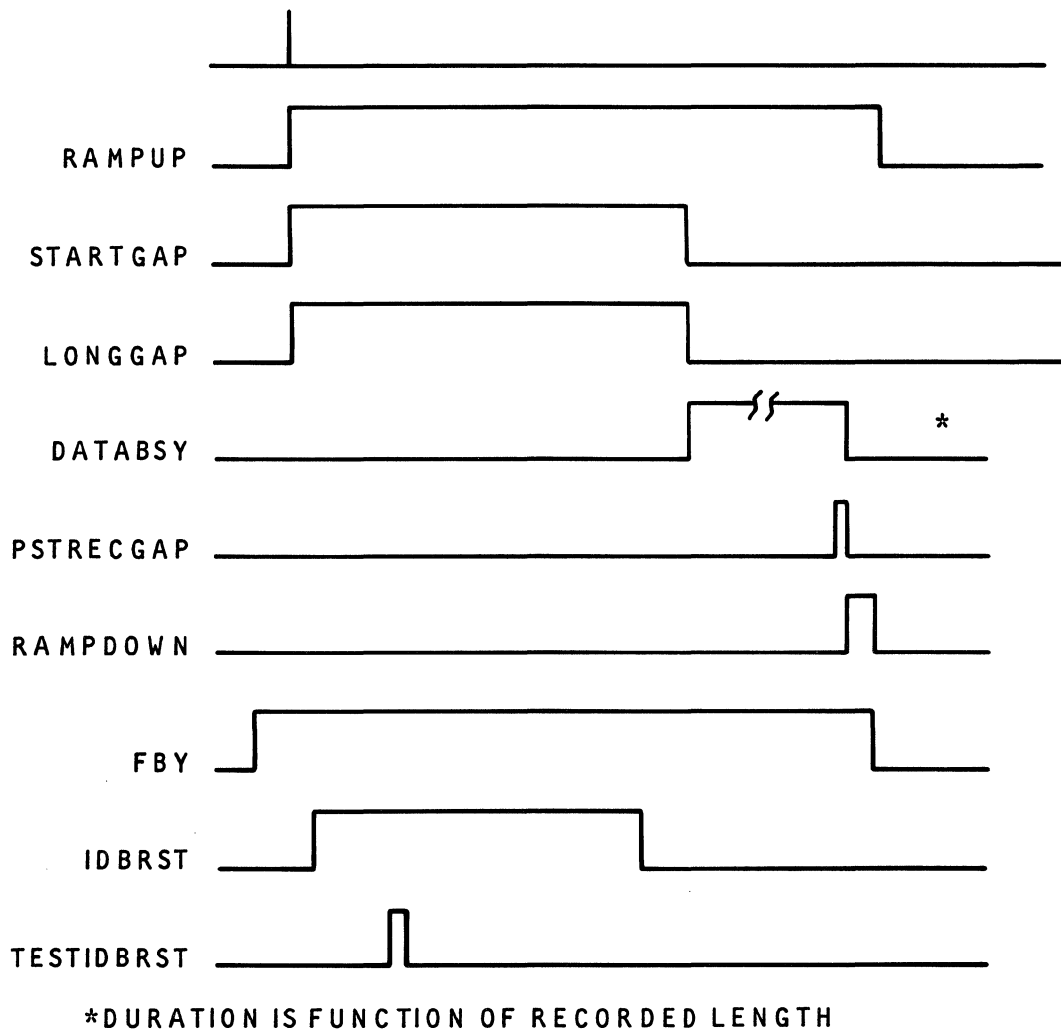 RAMPUP
STARTGAP
LONGGAP
DATABSY
*
PSTRECGAP
RAMPDOWN
FBY
IDBRST
TESTIDBRST
*DURATION IS FUNCTION OF RECORDED LENGTH